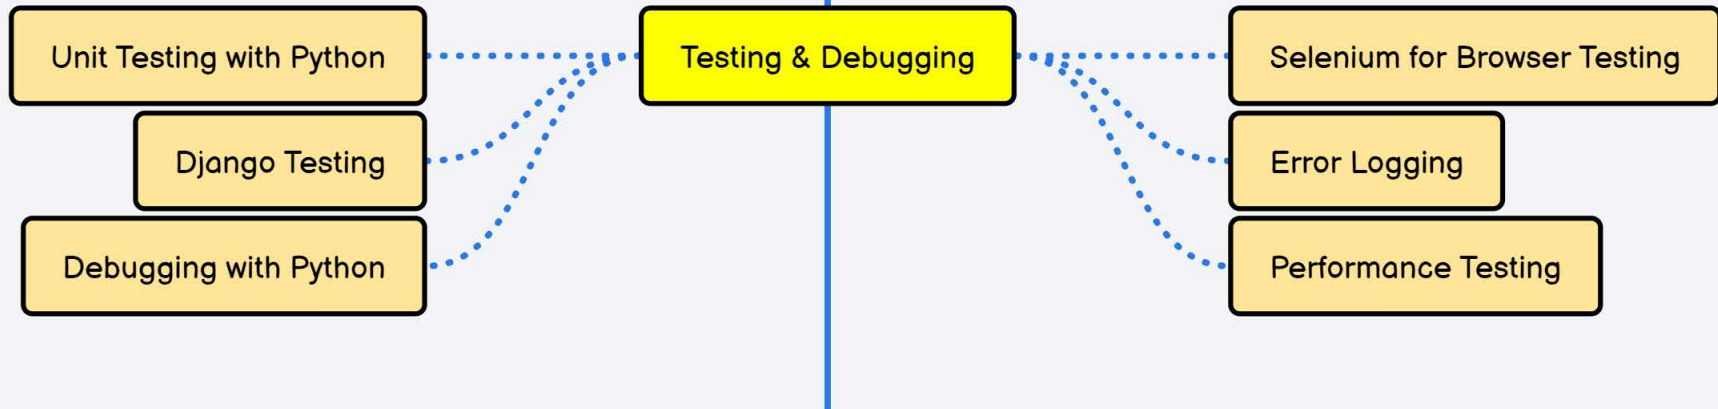 Unit Testing with Python
Testing & Debugging
Selenium for Browser Testing
Django Testing
Error Logging
Debugging with Python
Performance Testing